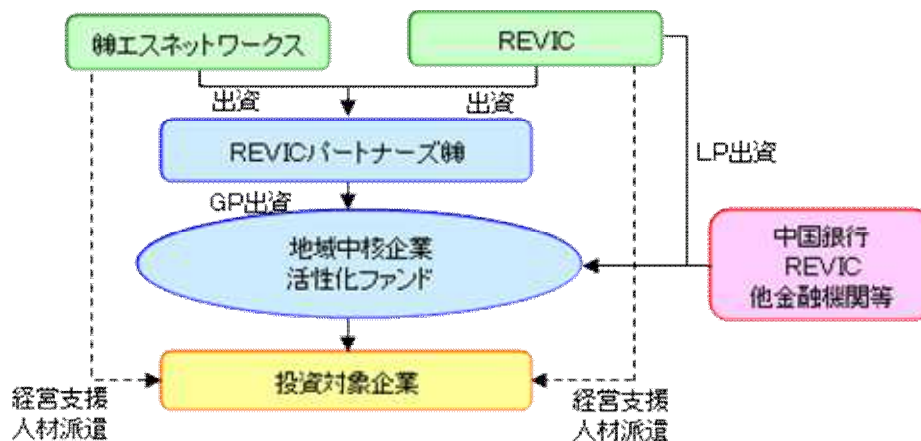 ㈱エスネットワークス
REVIC
出資
出資
REVICパートナーズ㈱
LP出資
GP出資
地域中核企業
活性化ファンド
中国銀行
REVIC
他金融機関等
投資対象企業
経営支援
人材派遣
経営支援
人材派遣